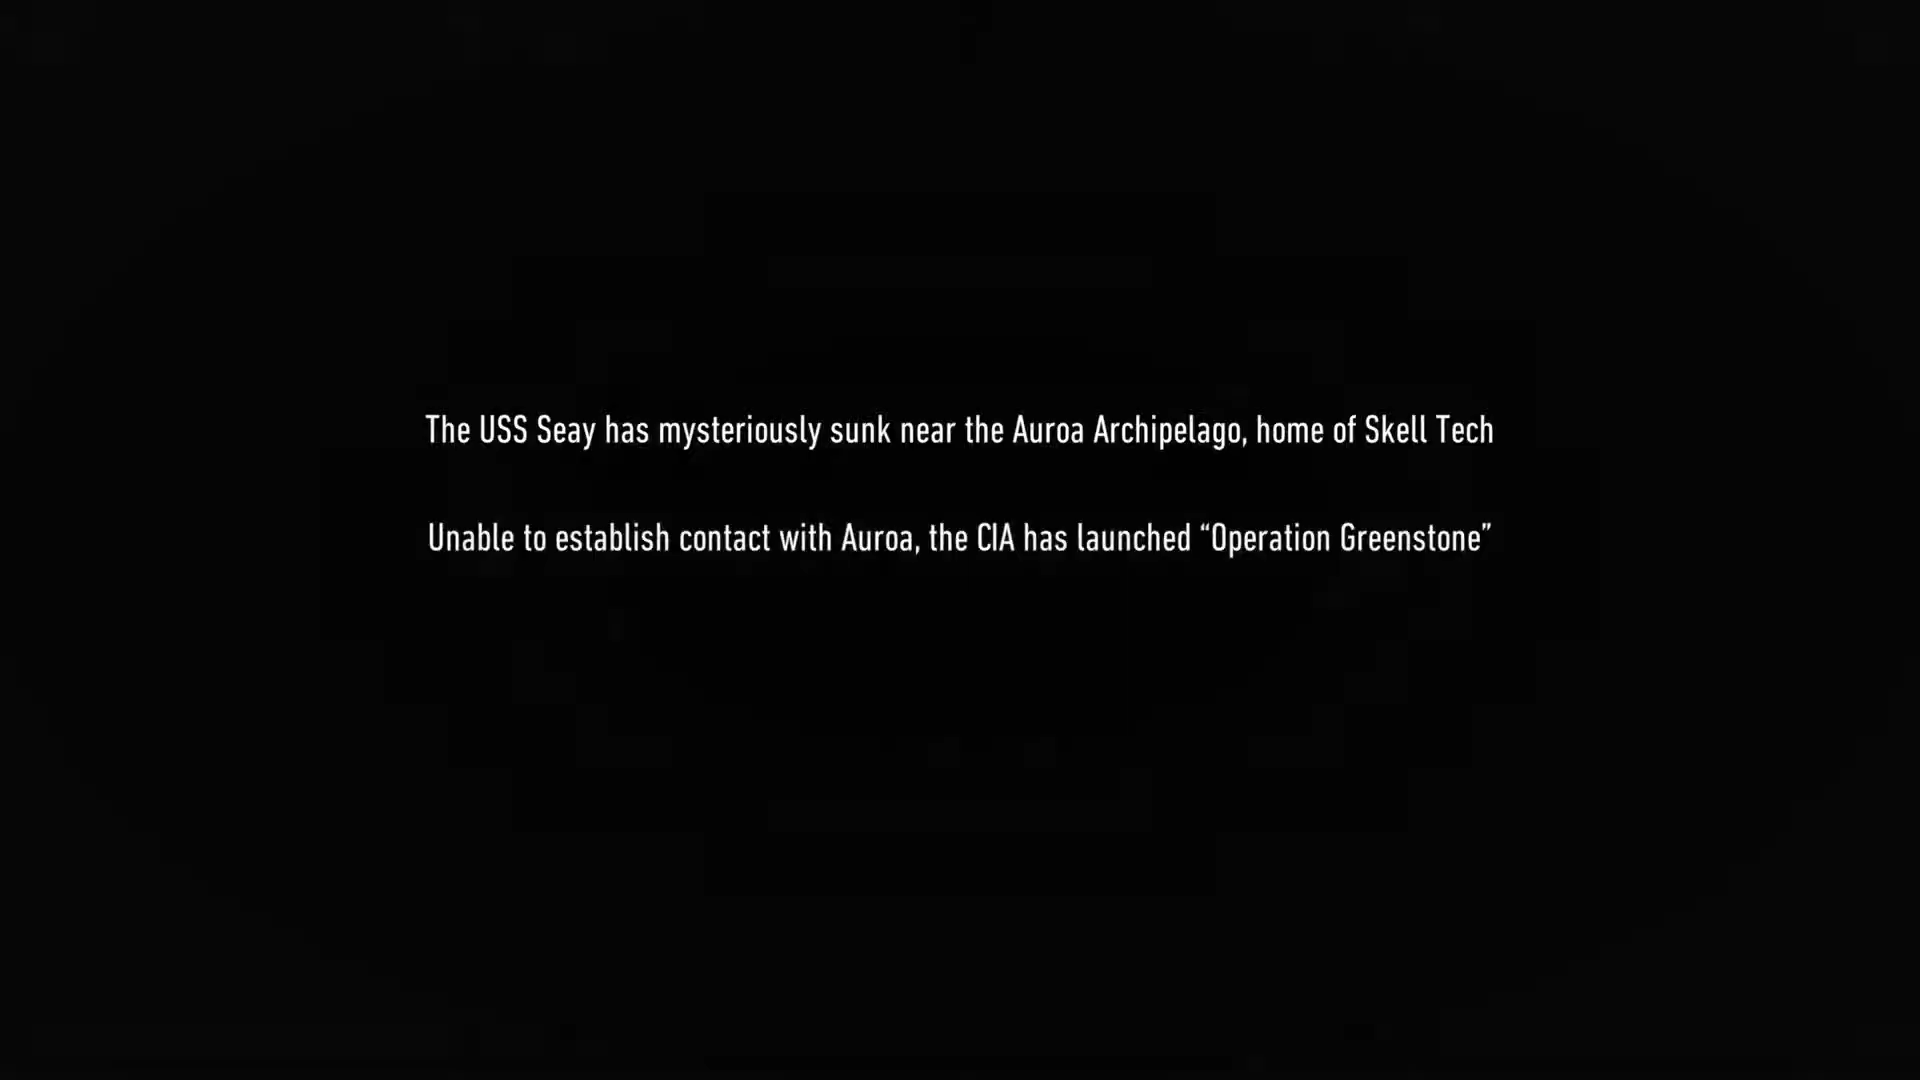 The USS Seay has mysteriously sunk near the Auroa Archipelago, home of Skell Tech
Unable to establish contact with Auroa, the CIA has launched “Operation Greenstone”